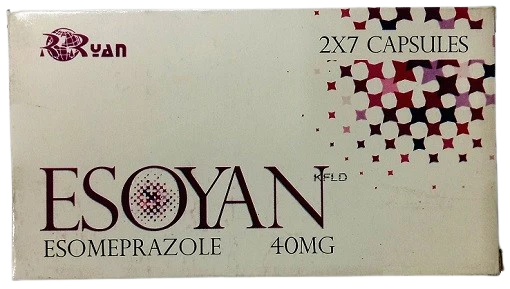 RYAN
2X7 CAPSULES
ESOYAN
KFLD
ESOMEPRAZOLE 40MG